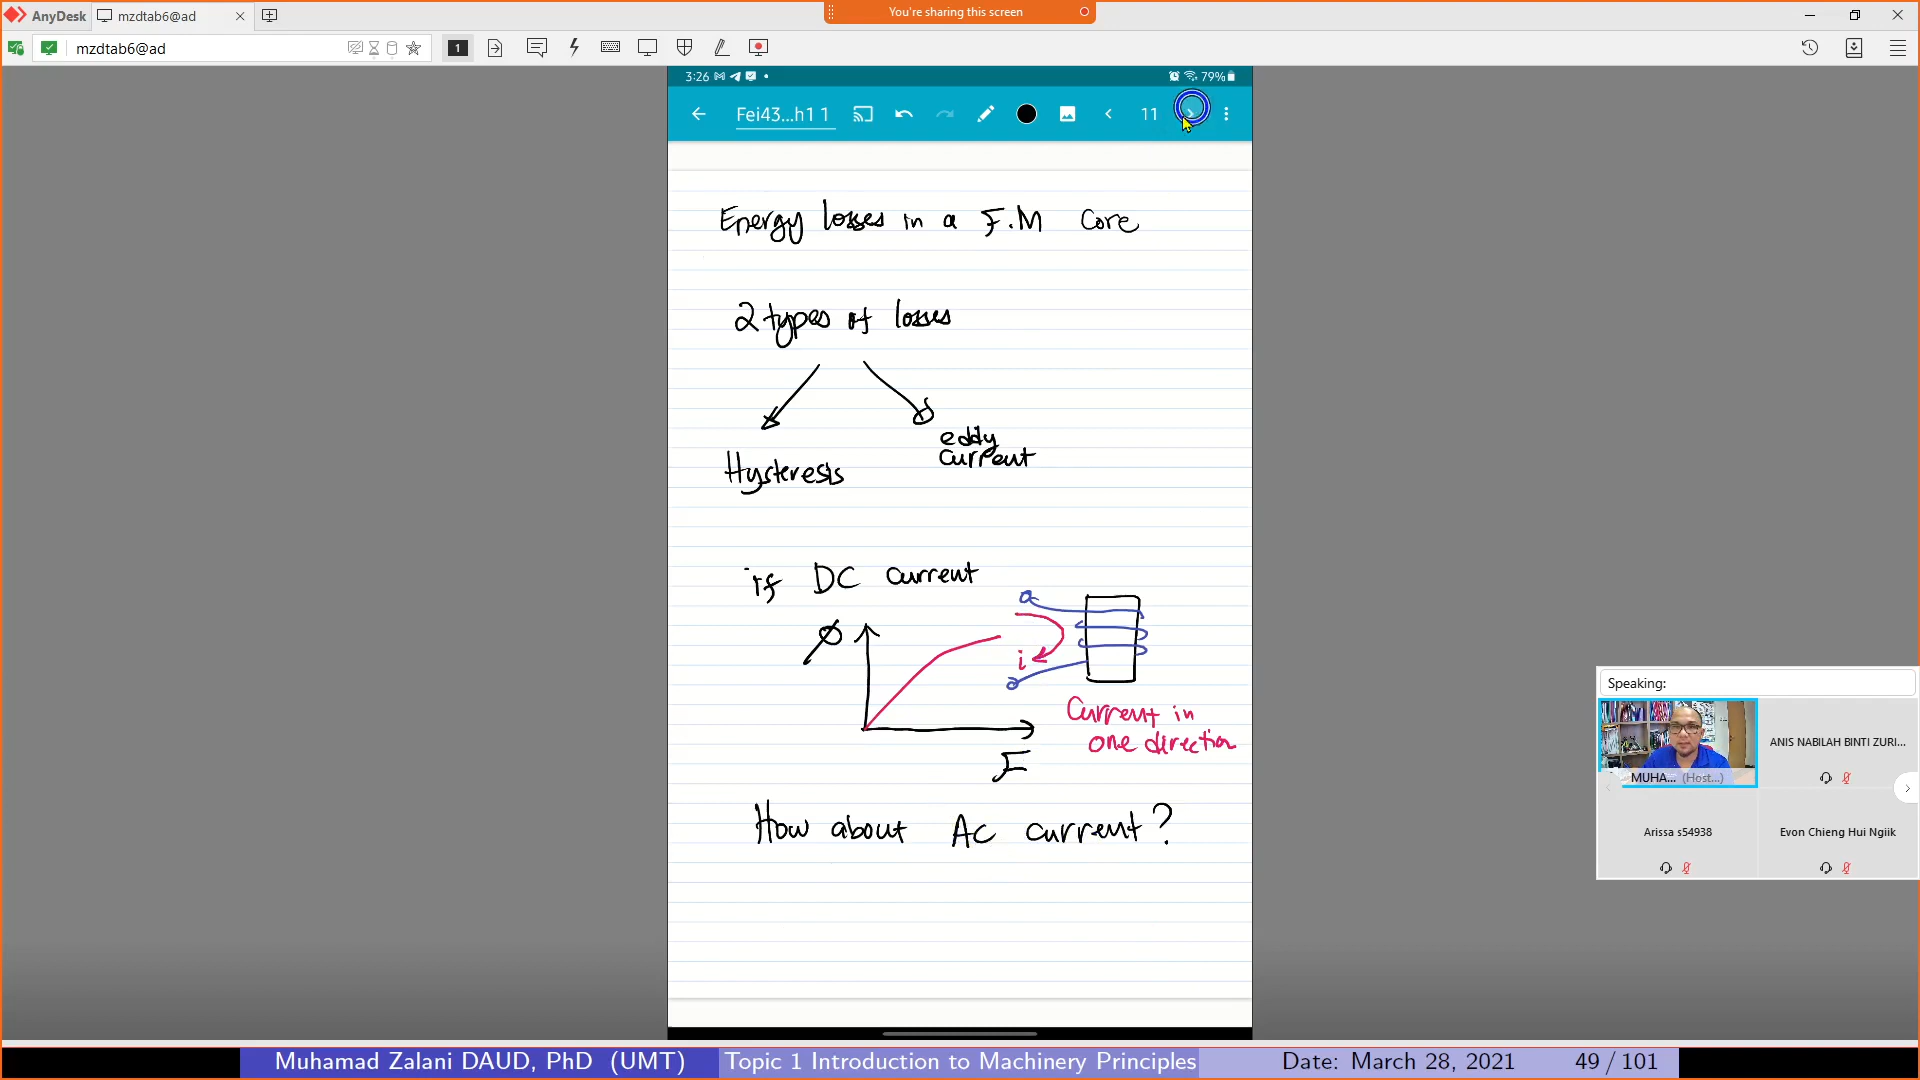 AnyDesk
mzdtab6@ad
You're sharing this screen
mzdtab6@ad
1
3:26
79%
Fei43...h1 1
11
Energy losses in a F.M Core
2 types of losses
Hysteresis
eddy
current
if DC current
Ø
i
F
Current in
one direction
How about AC current?
Speaking:
MUHA... (Host...)
ANIS NABILAH BINTI ZURI...
Arissa s54938
Evon Chieng Hui Ngiik
Muhamad Zalani DAUD, PhD (UMT)
Topic 1 Introduction to Machinery Principles
Date: March 28, 2021
49 / 101